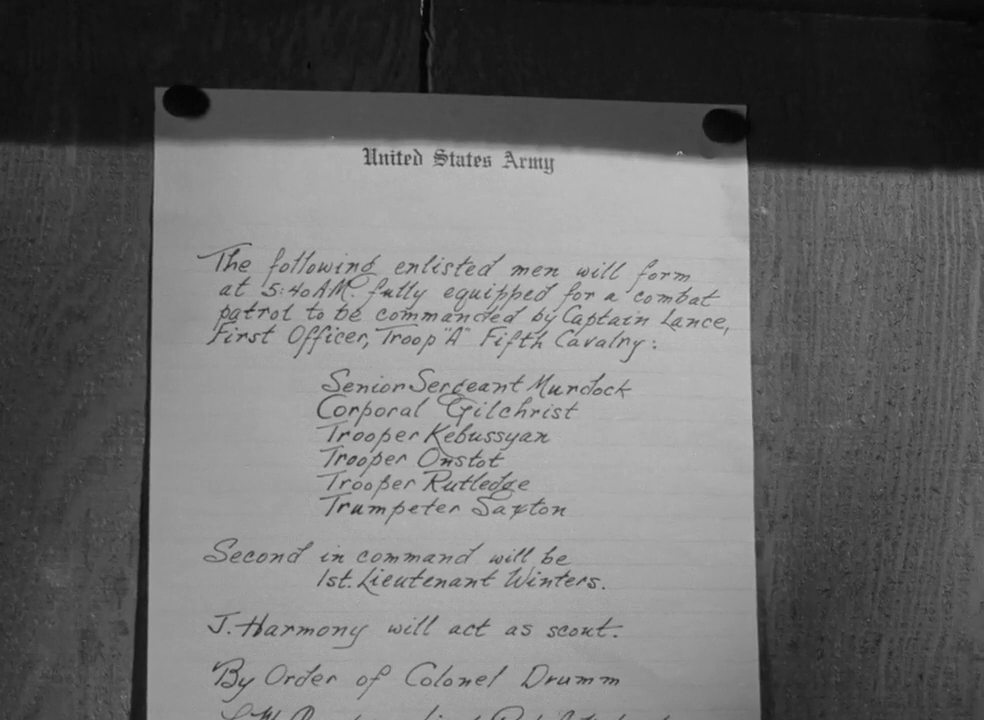 United States Army
The following enlisted men will form
at 5:40 AM. fully equipped for a combat
patrol to be commanded by Captain Lance,
First Officer, Troop "A" Fifth Cavalry:
Senior Sergeant Murdock
Corporal Gilchrist
Trooper Kebussyan
Trooper Onstot
Trooper Rutledge
Trumpeter Saxton
Second in command will be
1st. Lieutenant Winters.
J. Harmony will act as scout.
By Order of Colonel Drumm